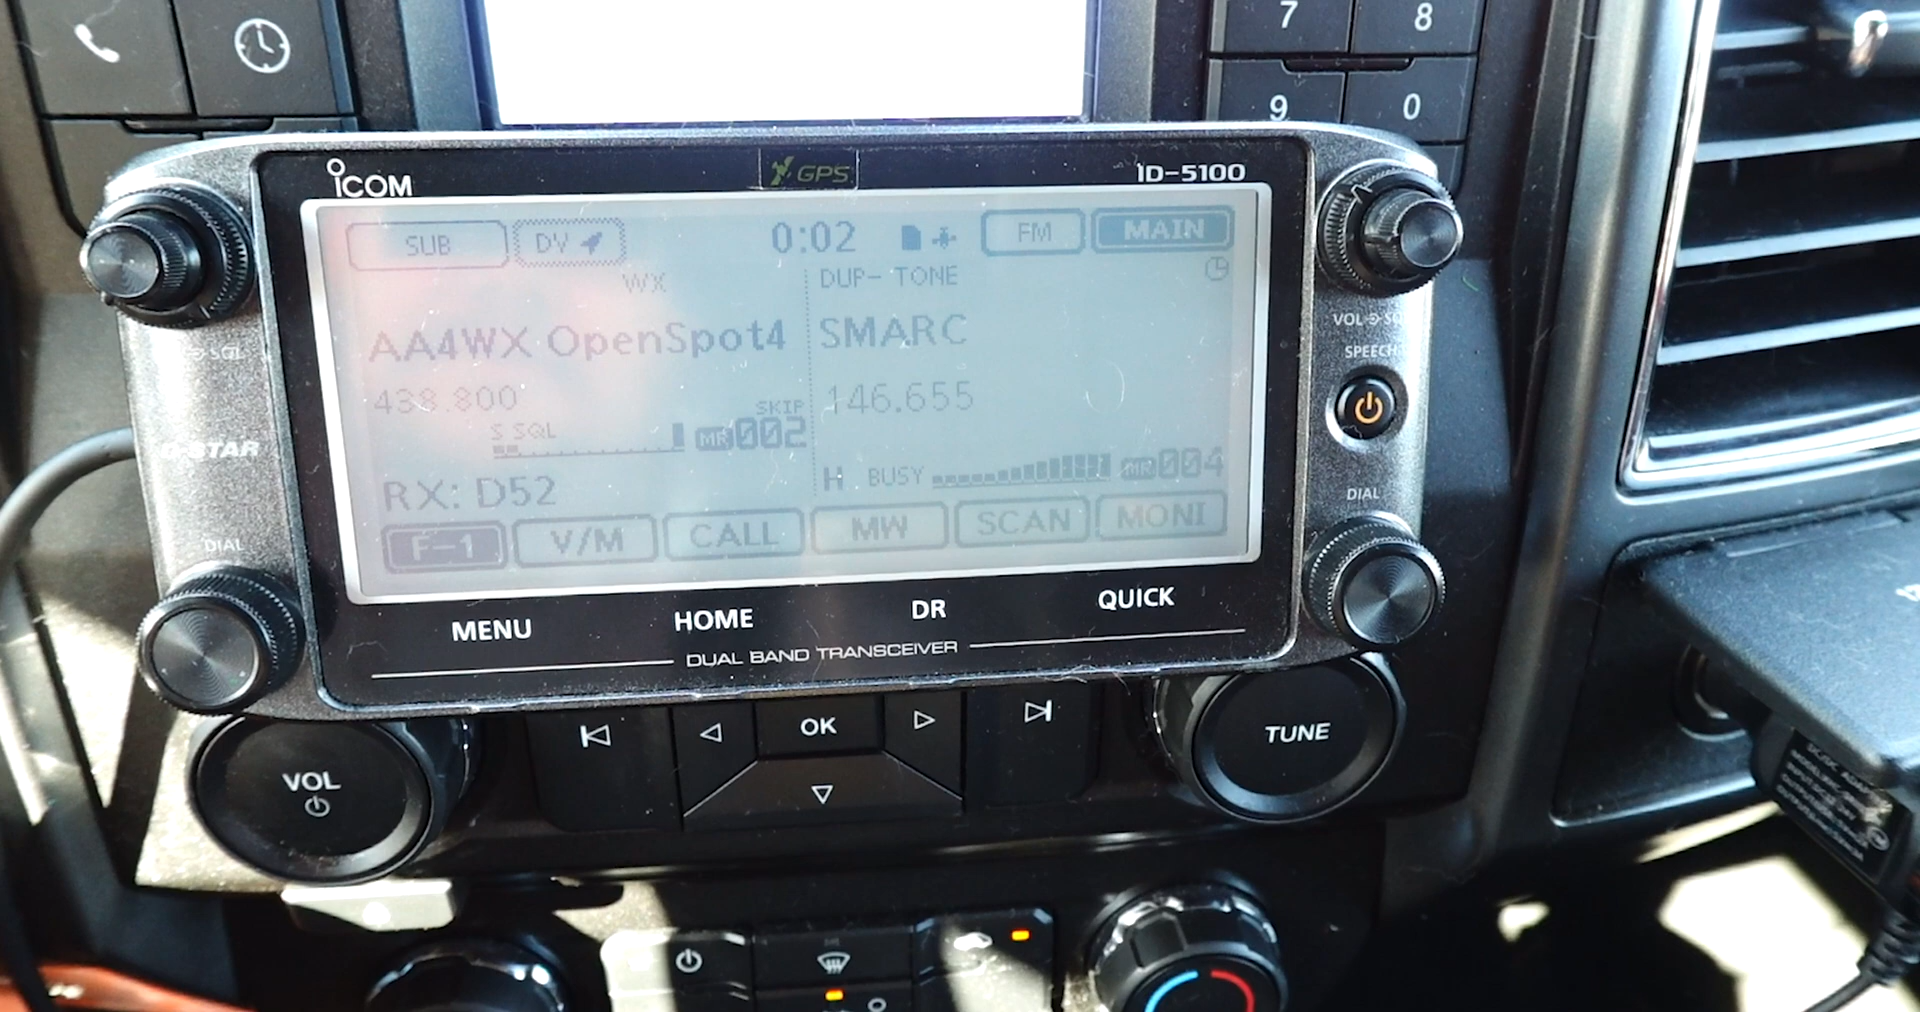 7 8
9 0
ICOM GPS ID-5100
SUB DV 0:02 FM MAIN
WX DUP- TONE
AA4WX OpenSpot4 SMARC
438.800 146.655
SKIP
S SQL MR 002
RX: D52 H BUSY MR 004
F-1 V/M CALL MW SCAN MONI
MENU HOME DR QUICK
DUAL BAND TRANSCEIVER
SQL
D-STAR
DIAL
VOL SQL
SPEECH
DIAL
VOL OK TUNE